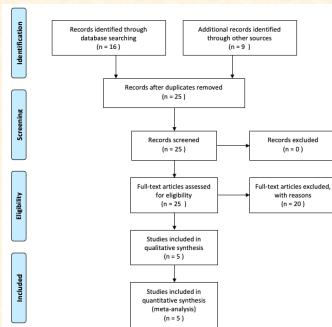 Identification
Records identified through
database searching
(n = 16 )
Additional records identified
through other sources
(n = 9 )
Records after duplicates removed
(n = 25 )
Screening
Records screened
(n = 25 )
Records excluded
(n = 0 )
Eligibility
Full-text articles assessed
for eligibility
(n = 25 )
Full-text articles excluded,
with reasons
(n = 20 )
Studies included in
qualitative synthesis
(n = 5 )
Included
Studies included in
quantitative synthesis
(meta-analysis)
(n = 5 )